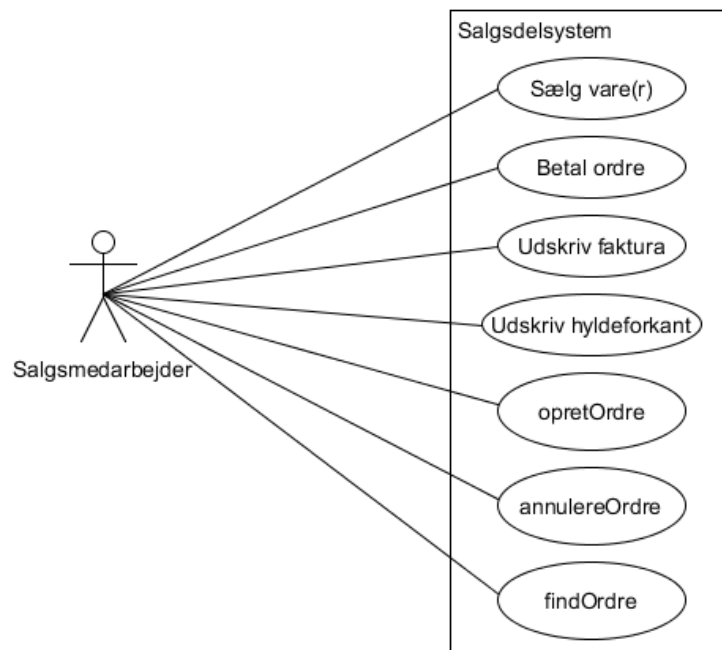 Salgsdelsystem
Sælg vare(r)
Betal ordre
Udskriv faktura
Udskriv hyldeforkant
Salgsmedarbejder
opretOrdre
annulereOrdre
findOrdre